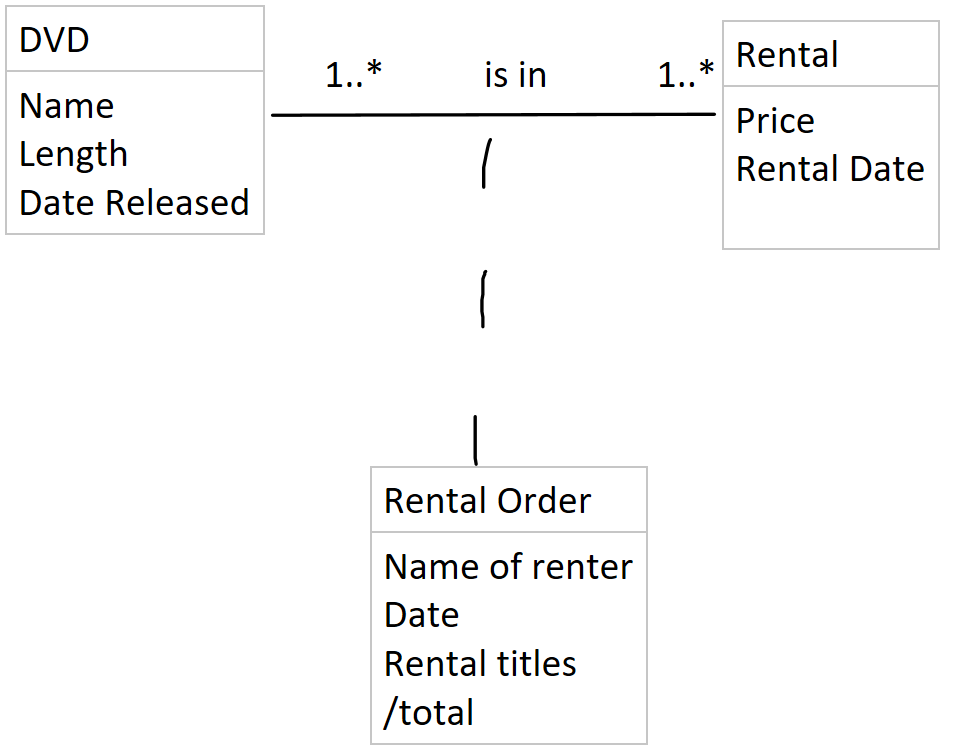 DVD
Name
Length
Date Released
1..* is in 1..*
Rental
Price
Rental Date
Rental Order
Name of renter
Date
Rental titles
/total